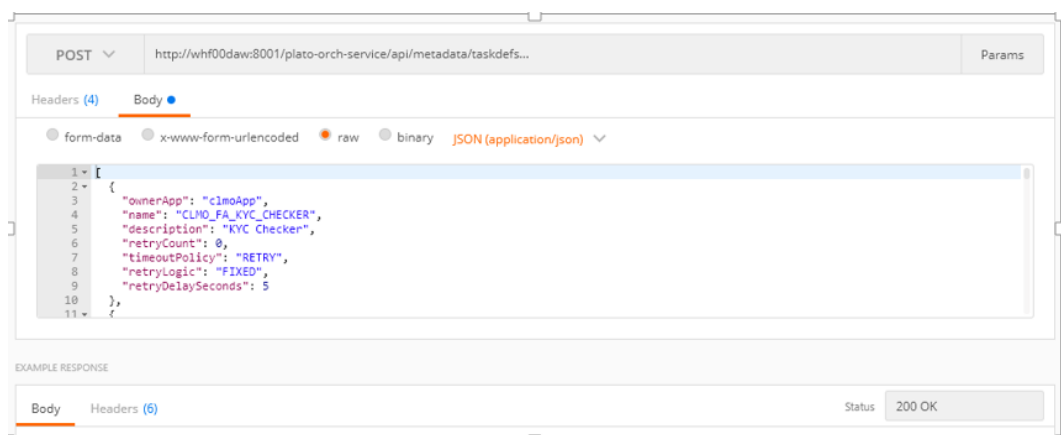 POST http://whf00daw:8001/plato-orch-service/api/metadata/taskdefs... Params
Headers (4) Body
form-data x-www-form-urlencoded raw binary JSON (application/json)
1 [
2 {
3 "ownerApp": "clmoApp",
4 "name": "CLMO_FA_KYC_CHECKER",
5 "description": "KYC Checker",
6 "retryCount": 0,
7 "timeoutPolicy": "RETRY",
8 "retryLogic": "FIXED",
9 "retryDelaySeconds": 5
10 },
11 {
EXAMPLE RESPONSE
Body Headers (6) Status 200 OK